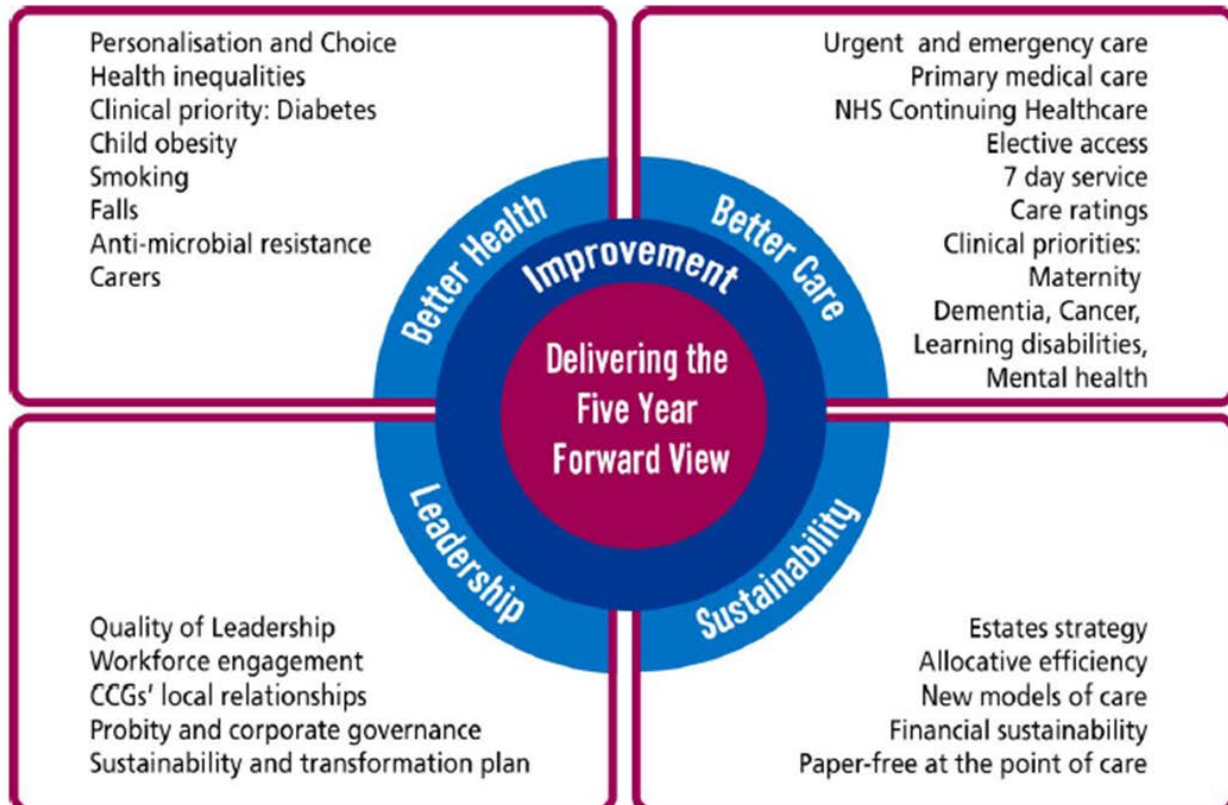 Personalisation and Choice
Health inequalities
Clinical priority: Diabetes
Child obesity
Smoking
Falls
Anti-microbial resistance
Carers
Urgent and emergency care
Primary medical care
NHS Continuing Healthcare
Elective access
7 day service
Care ratings
Clinical priorities:
Maternity
Dementia, Cancer,
Learning disabilities,
Mental health
Better Health
Better Care
Improvement
Delivering the
Five Year
Forward View
Leadership
Sustainability
Quality of Leadership
Workforce engagement
CCGs' local relationships
Probity and corporate governance
Sustainability and transformation plan
Estates strategy
Allocative efficiency
New models of care
Financial sustainability
Paper-free at the point of care